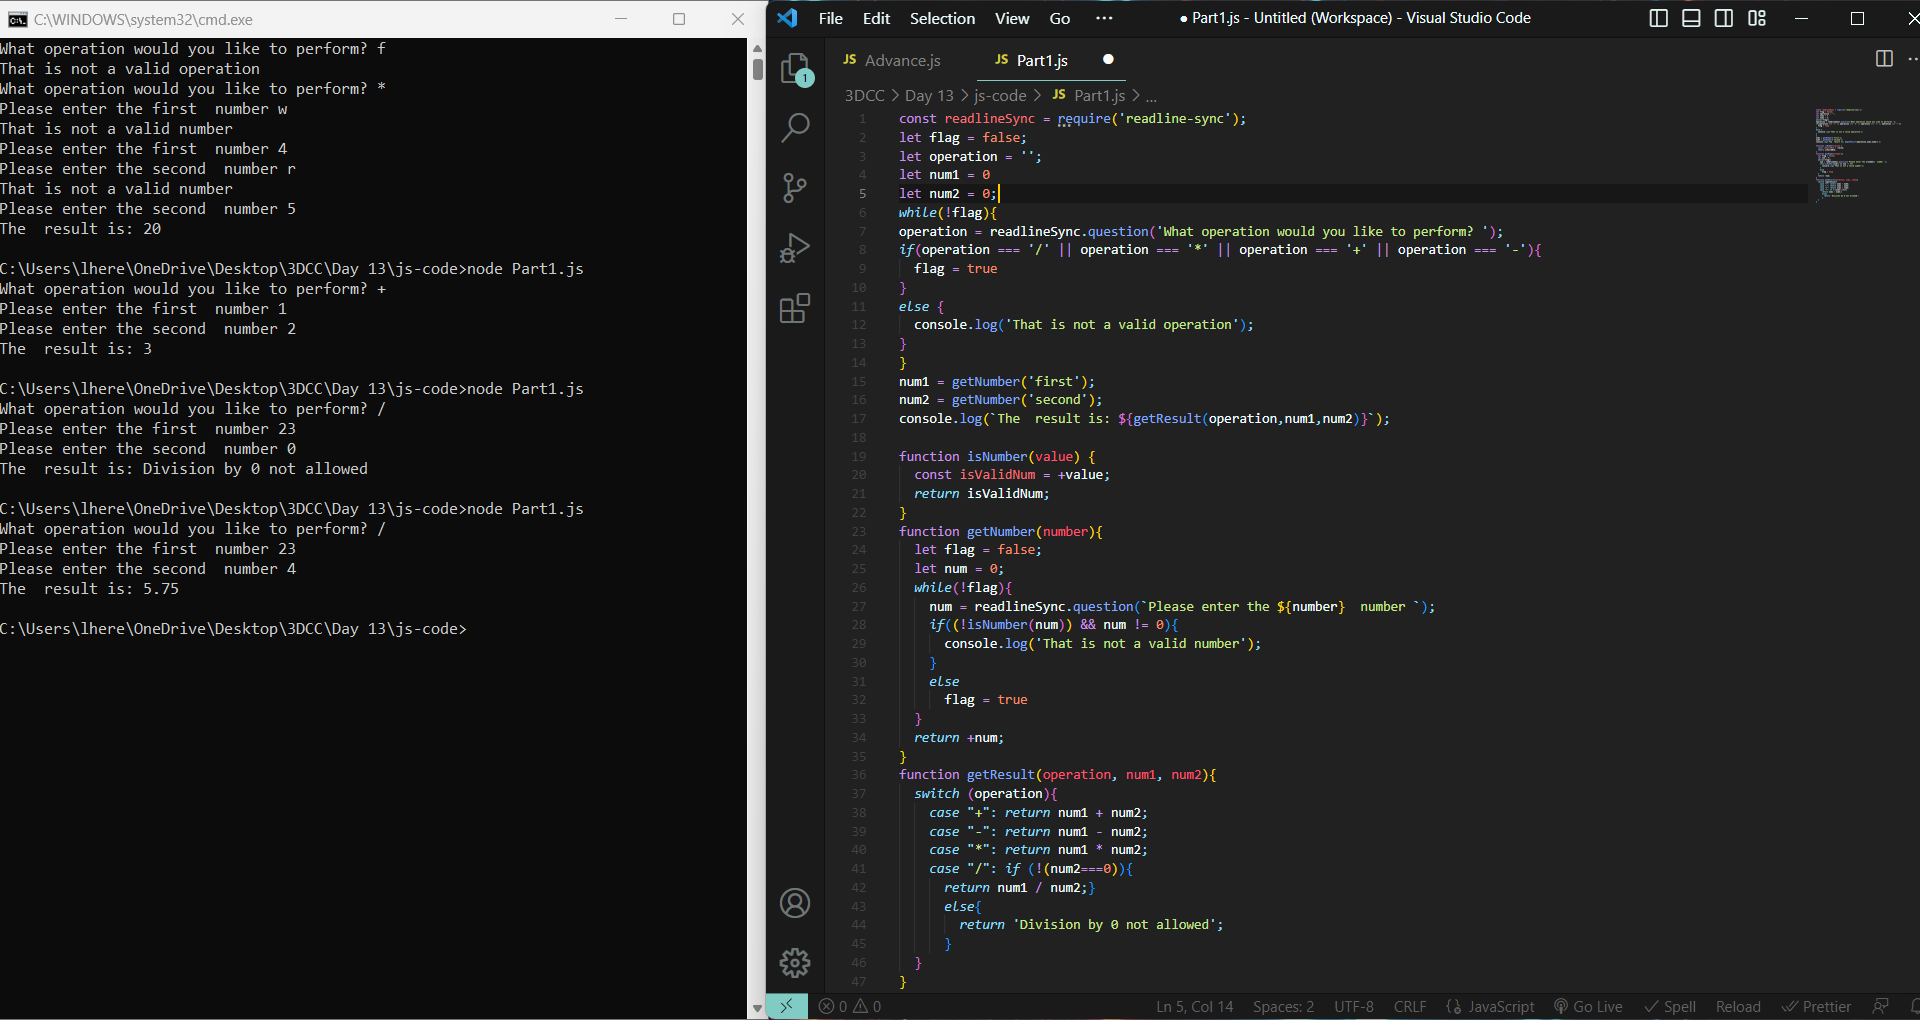 C:\WINDOWS\system32\cmd.exe
What operation would you like to perform? f
That is not a valid operation
What operation would you like to perform? *
Please enter the first  number w
That is not a valid number
Please enter the first  number 4
Please enter the second  number r
That is not a valid number
Please enter the second  number 5
The  result is: 20
C:\Users\lhere\OneDrive\Desktop\3DCC\Day 13\js-code>node Part1.js
What operation would you like to perform? +
Please enter the first  number 1
Please enter the second  number 2
The  result is: 3
C:\Users\lhere\OneDrive\Desktop\3DCC\Day 13\js-code>node Part1.js
What operation would you like to perform? /
Please enter the first  number 23
Please enter the second  number 0
The  result is: Division by 0 not allowed
C:\Users\lhere\OneDrive\Desktop\3DCC\Day 13\js-code>node Part1.js
What operation would you like to perform? /
Please enter the first  number 23
Please enter the second  number 4
The  result is: 5.75
C:\Users\lhere\OneDrive\Desktop\3DCC\Day 13\js-code>
File Edit Selection View Go ··· ● Part1.js - Untitled (Workspace) - Visual Studio Code
1
JS Advance.js JS Part1.js ●
3DCC > Day 13 > js-code > JS Part1.js > ...
1 const readlineSync = require('readline-sync');
2 let flag = false;
3 let operation = '';
4 let num1 = 0
5 let num2 = 0;
6 while(!flag){
7 operation = readlineSync.question('What operation would you like to perform? ');
8 if(operation === '/' || operation === '*' || operation === '+' || operation === '-'){
9   flag = true
10 }
11 else {
12   console.log('That is not a valid operation');
13 }
14 }
15 num1 = getNumber('first');
16 num2 = getNumber('second');
17 console.log(`The  result is: ${getResult(operation,num1,num2)}`);
18
19 function isNumber(value) {
20   const isValidNum = +value;
21   return isValidNum;
22 }
23 function getNumber(number){
24   let flag = false;
25   let num = 0;
26   while(!flag){
27     num = readlineSync.question(`Please enter the ${number}  number `);
28     if((!isNumber(num)) && num != 0){
29       console.log('That is not a valid number');
30     }
31     else
32       flag = true
33   }
34   return +num;
35 }
36 function getResult(operation, num1, num2){
37   switch (operation){
38     case "+": return num1 + num2;
39     case "-": return num1 - num2;
40     case "*": return num1 * num2;
41     case "/": if (!(num2===0)){
42       return num1 / num2;}
43       else{
44         return 'Division by 0 not allowed';
45       }
46   }
47 }
0 0 Ln 5, Col 14 Spaces: 2 UTF-8 CRLF {} JavaScript Go Live Spell Reload Prettier